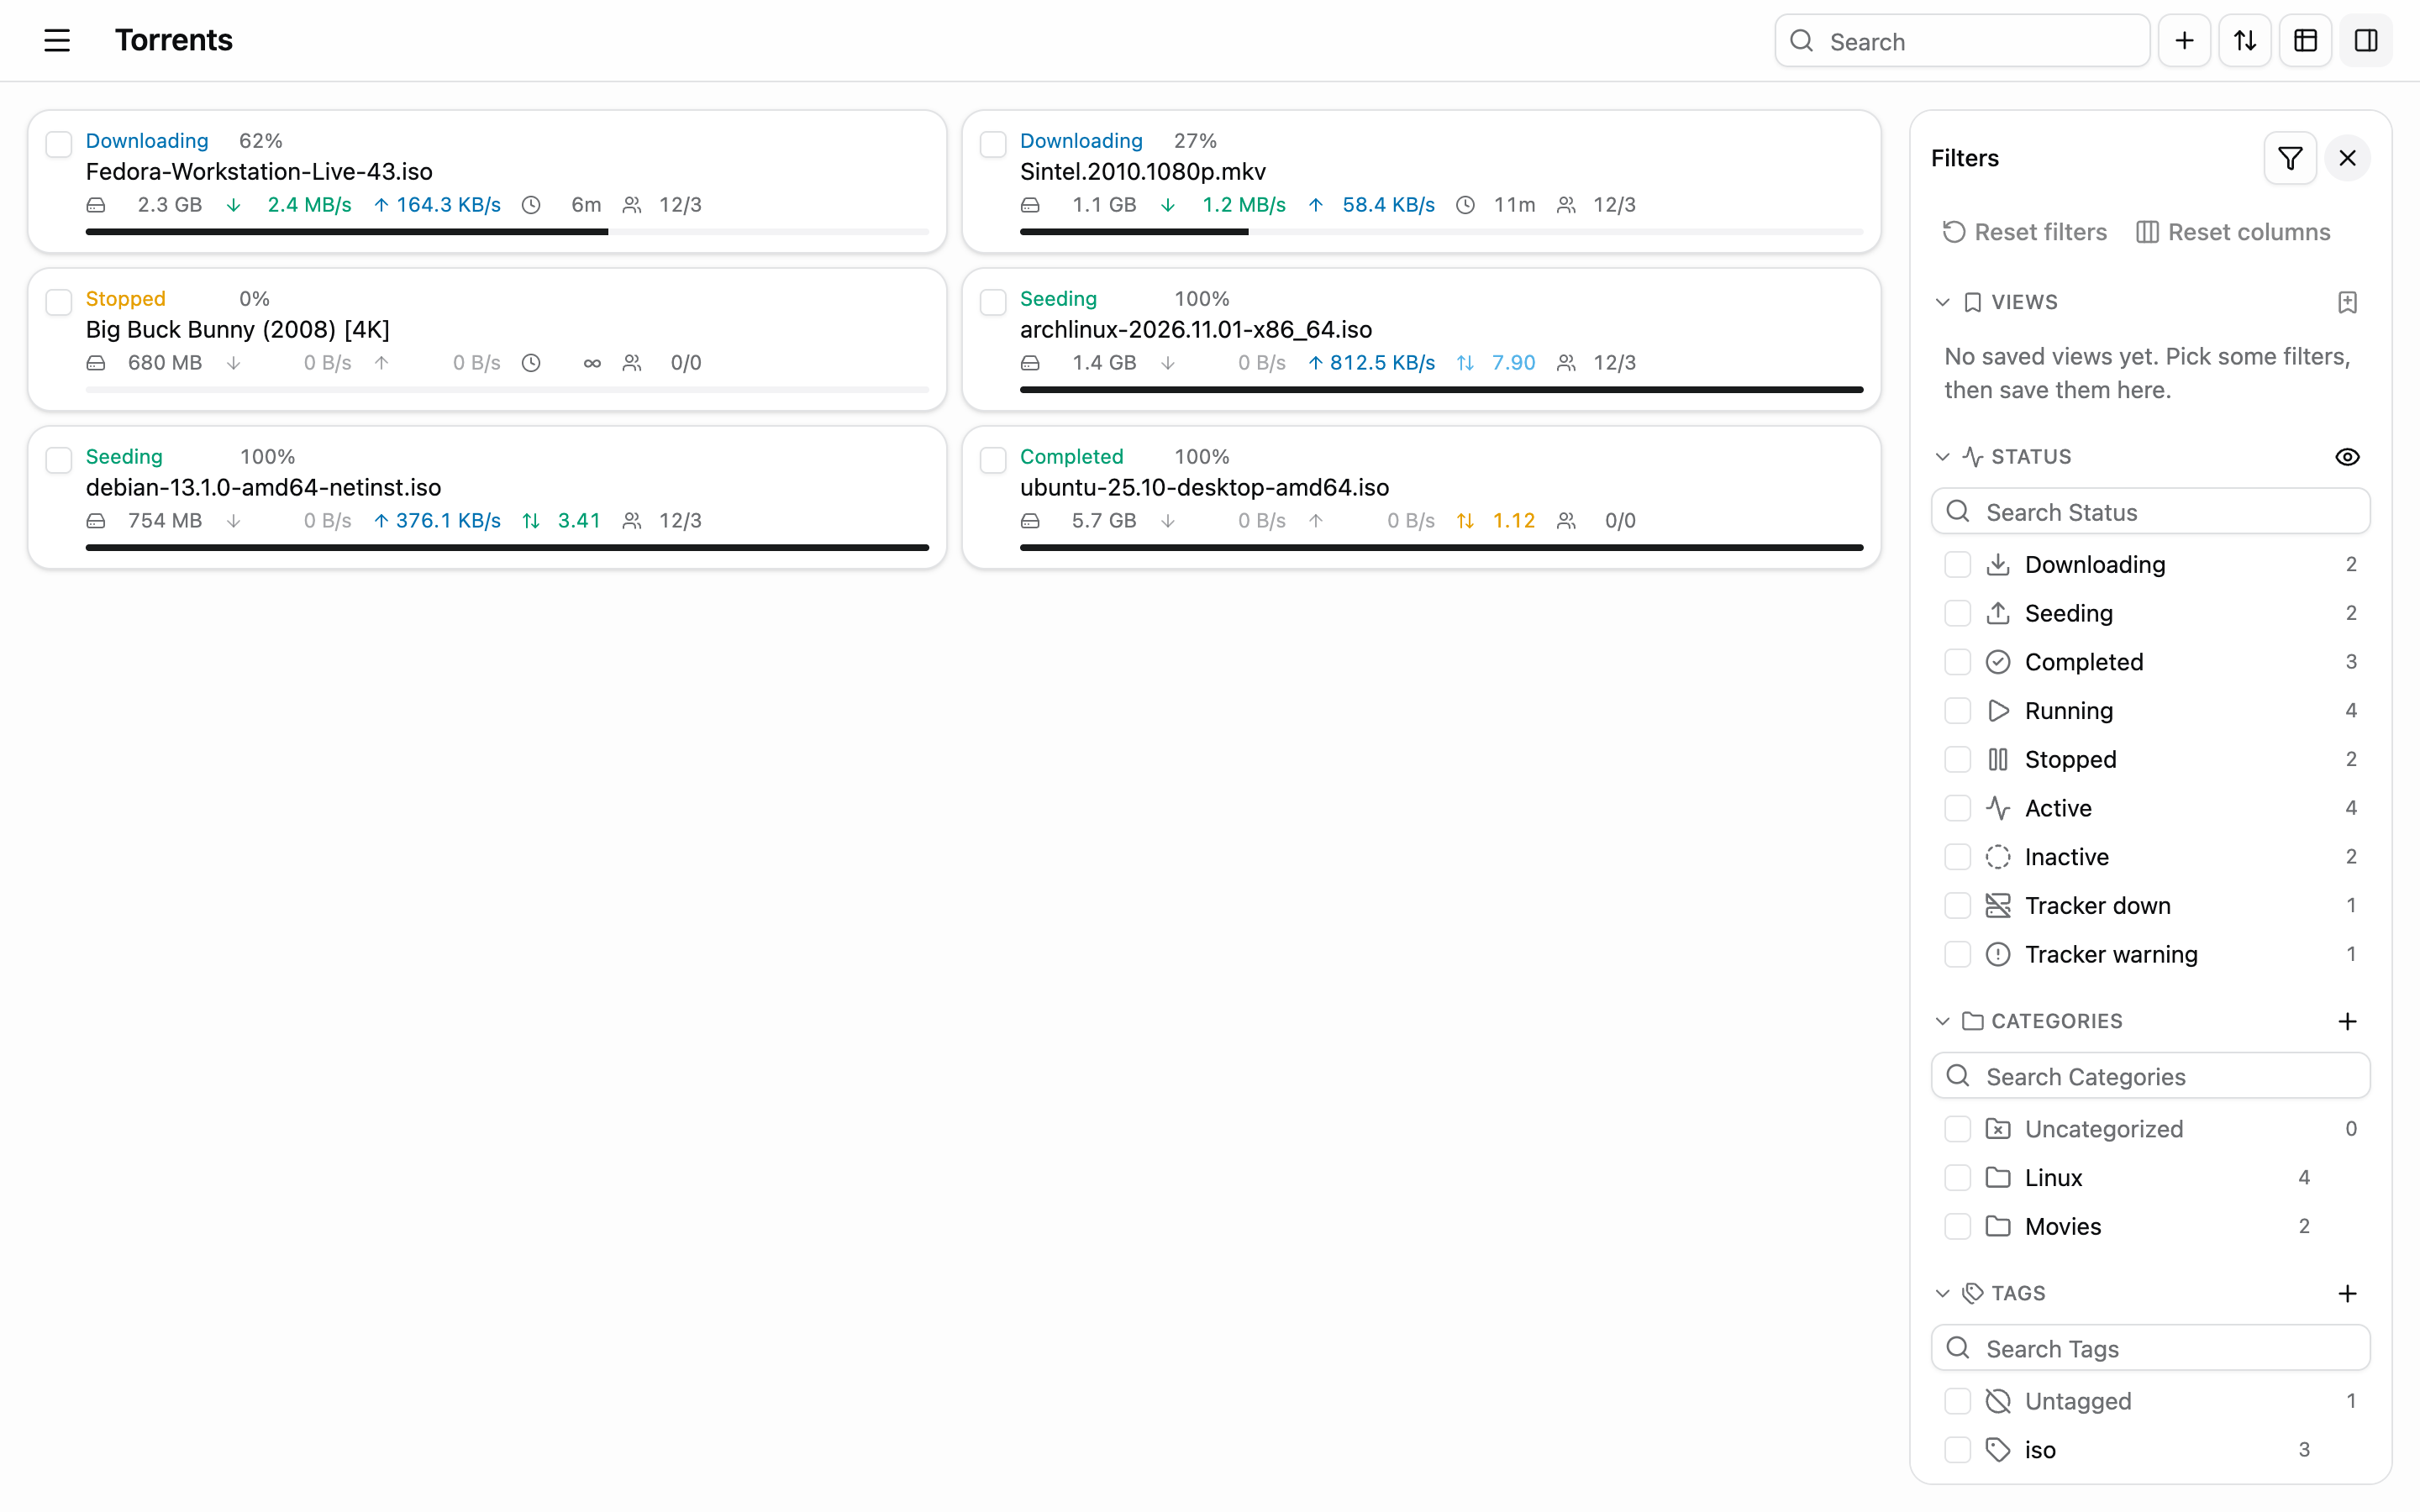 Torrents
Search
Downloading 62%
Fedora-Workstation-Live-43.iso
2.3 GB 2.4 MB/s 164.3 KB/s 6m 12/3
Downloading 27%
Sintel.2010.1080p.mkv
1.1 GB 1.2 MB/s 58.4 KB/s 11m 12/3
Stopped 0%
Big Buck Bunny (2008) [4K]
680 MB 0 B/s 0 B/s ∞ 0/0
Seeding 100%
archlinux-2026.11.01-x86_64.iso
1.4 GB 0 B/s 812.5 KB/s 7.90 12/3
Seeding 100%
debian-13.1.0-amd64-netinst.iso
754 MB 0 B/s 376.1 KB/s 3.41 12/3
Completed 100%
ubuntu-25.10-desktop-amd64.iso
5.7 GB 0 B/s 0 B/s 1.12 0/0
Filters
Reset filters Reset columns
VIEWS
No saved views yet. Pick some filters,
then save them here.
STATUS
Search Status
Downloading 2
Seeding 2
Completed 3
Running 4
Stopped 2
Active 4
Inactive 2
Tracker down 1
Tracker warning 1
CATEGORIES
Search Categories
Uncategorized 0
Linux 4
Movies 2
TAGS
Search Tags
Untagged 1
iso 3